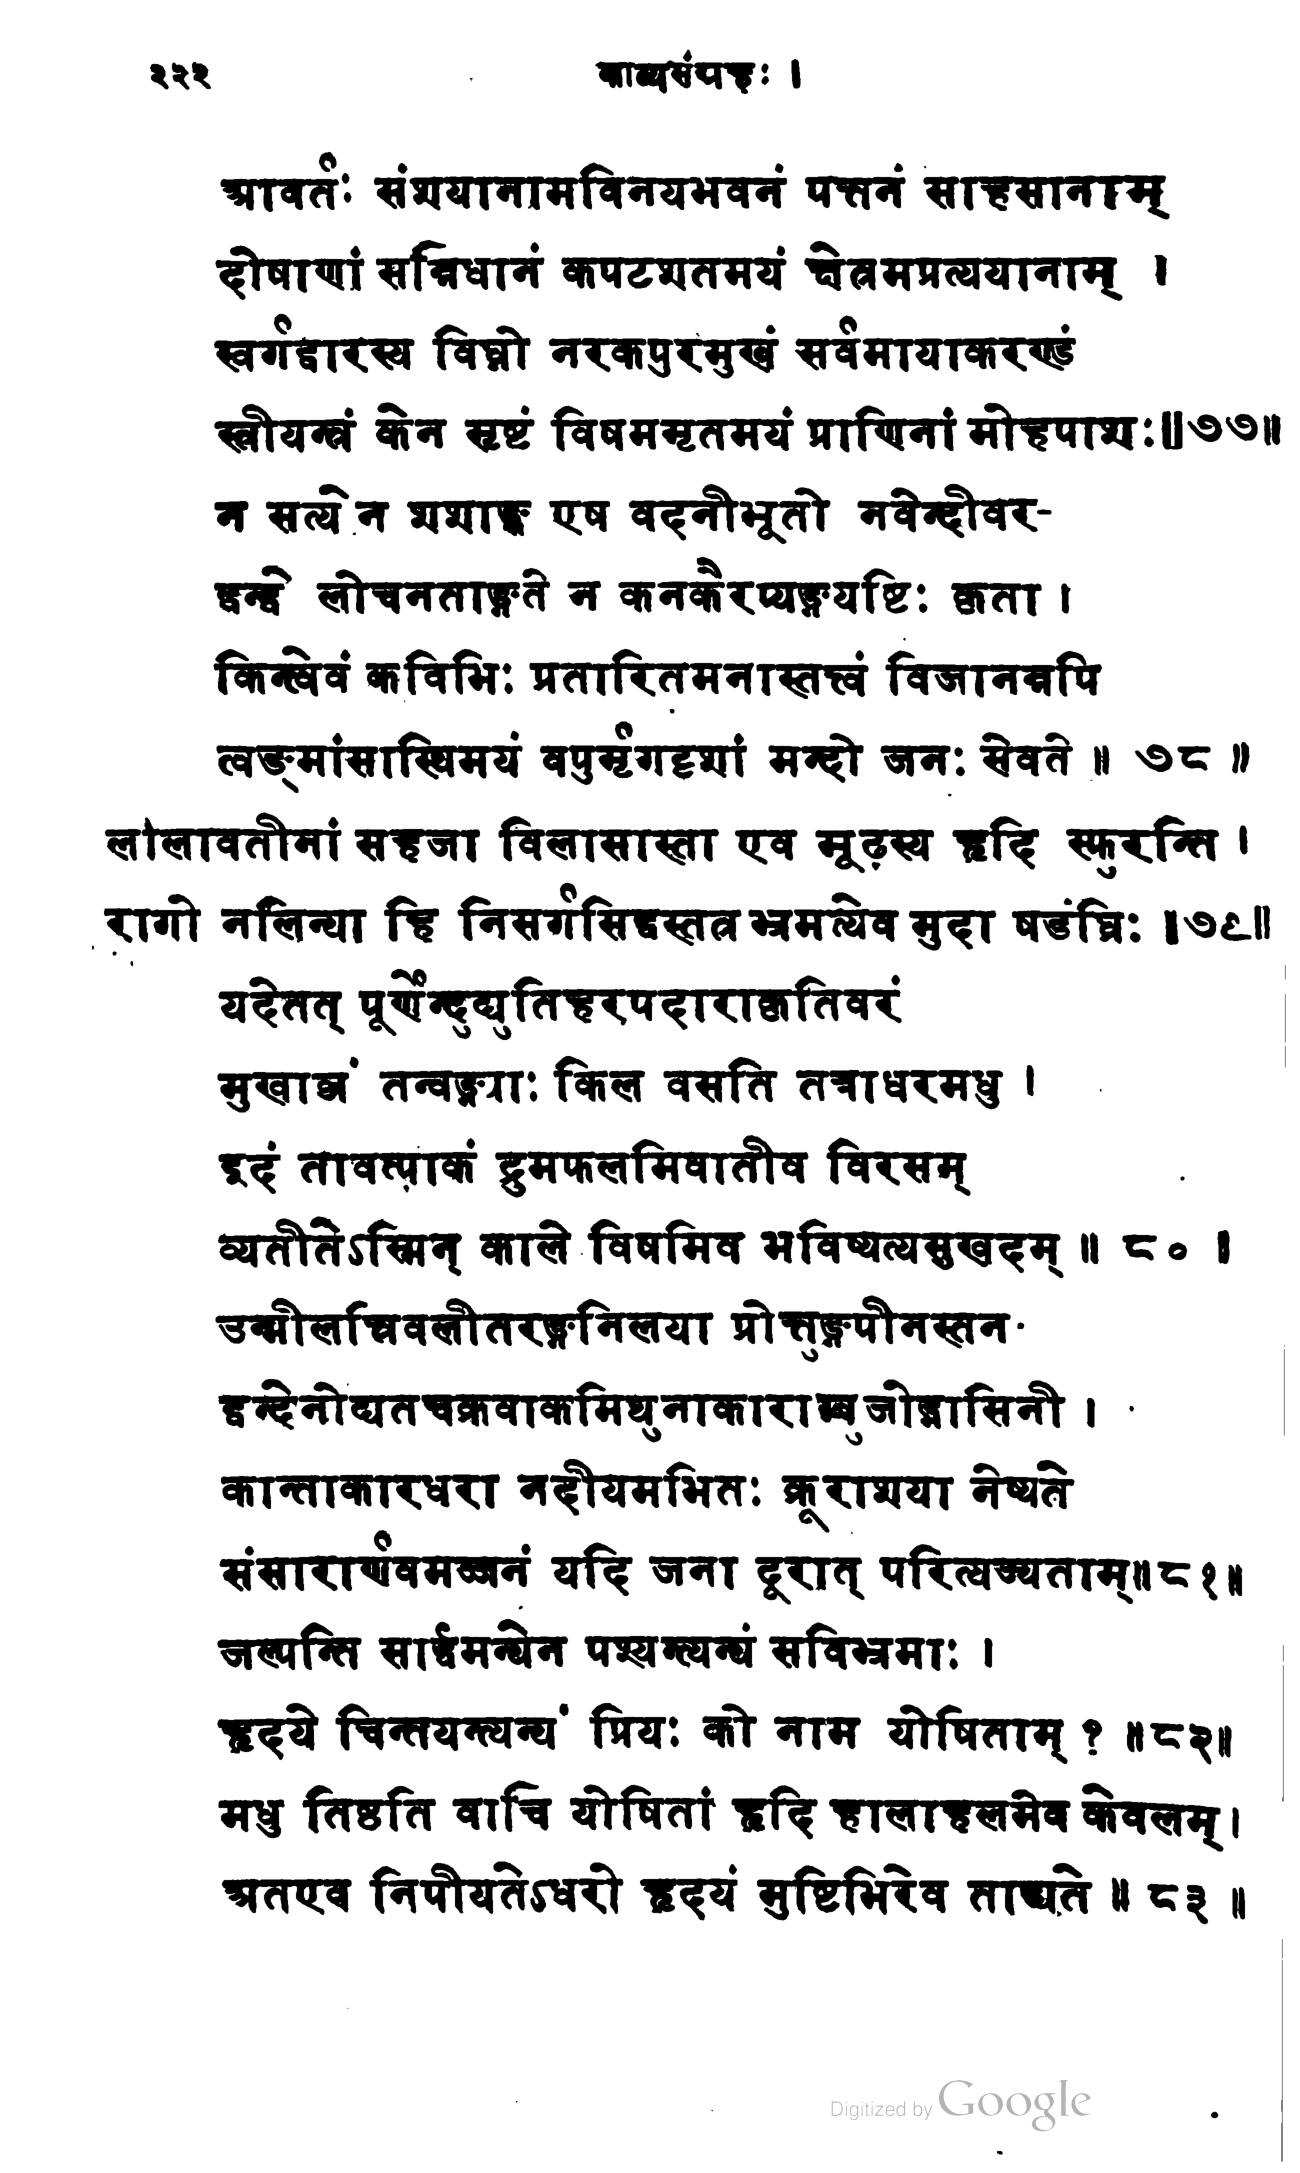 २२२ काव्यसंग्रहः ।
आवर्तः संशयानामविनयभवनं पत्तनं साहसानाम्
दोषाणां सन्निधानं कपटशतमयं क्षेत्रमप्रत्ययानाम् ।
स्वर्गद्वारस्य विघ्नो नरकपुरमुखं सर्वमायाकरण्डं
स्त्रीयन्त्रं केन सृष्टं विषममृतमयं प्राणिनां मोहपाशः॥७७॥
न सत्येन शशाङ्क एष वदनीभूतो नवेन्दीवर-
द्वन्द्वे लोचनताङ्गते न कनकैरप्यङ्गयष्टिः कृता ।
किन्त्वेवं कविभिः प्रतारितमनास्तत्त्वं विजानन्नपि
त्वङ्मांसास्थिमयं वपुर्मृगदृशां मन्दो जनः सेवते ॥ ७८ ॥
लीलावतीनां सहजा विलासास्ता एव मूढस्य हृदि स्फुरन्ति ।
रागो नलिन्या हि निसर्गसिद्धस्तत्र भ्रमत्येव मुदा षडंघ्रिः ॥७९॥
यदेतत् पूर्णेन्दुद्युतिहरपदाराकृतिवरं
मुखाब्जं तन्वङ्ग्याः किल वसति तत्राधरमधु ।
इदं तावत्पाकं द्रुमफलमिवातीव विरसम्
व्यतीतेऽस्मिन् काले विषमिव भविष्यत्यसुखदम् ॥ ८० ॥
उन्मीलत्त्रिवलीतरङ्गनिलया प्रोत्तुङ्गपीनस्तन-
द्वन्देनोद्यतचक्रवाकमिथुनाकाराम्बुजोद्भासिनी ।
कान्ताकारधरा नदीयमभितः क्रूराशया नेष्यते
संसारार्णवमज्जनं यदि जना दूरात् परित्यज्यताम्॥८१॥
जल्पन्ति सार्द्धमन्येन पश्यन्त्यन्यं सविभ्रमाः ।
हृदये चिन्तयन्त्यन्यं प्रियः को नाम योषिताम् ? ॥८२॥
मधु तिष्ठति वाचि योषितां हृदि हालाहलमेव केवलम् ।
अतएव निपीयतेऽधरो हृदयं मुष्टिभिरेव ताद्यते ॥ ८३ ॥
Digitized by Google